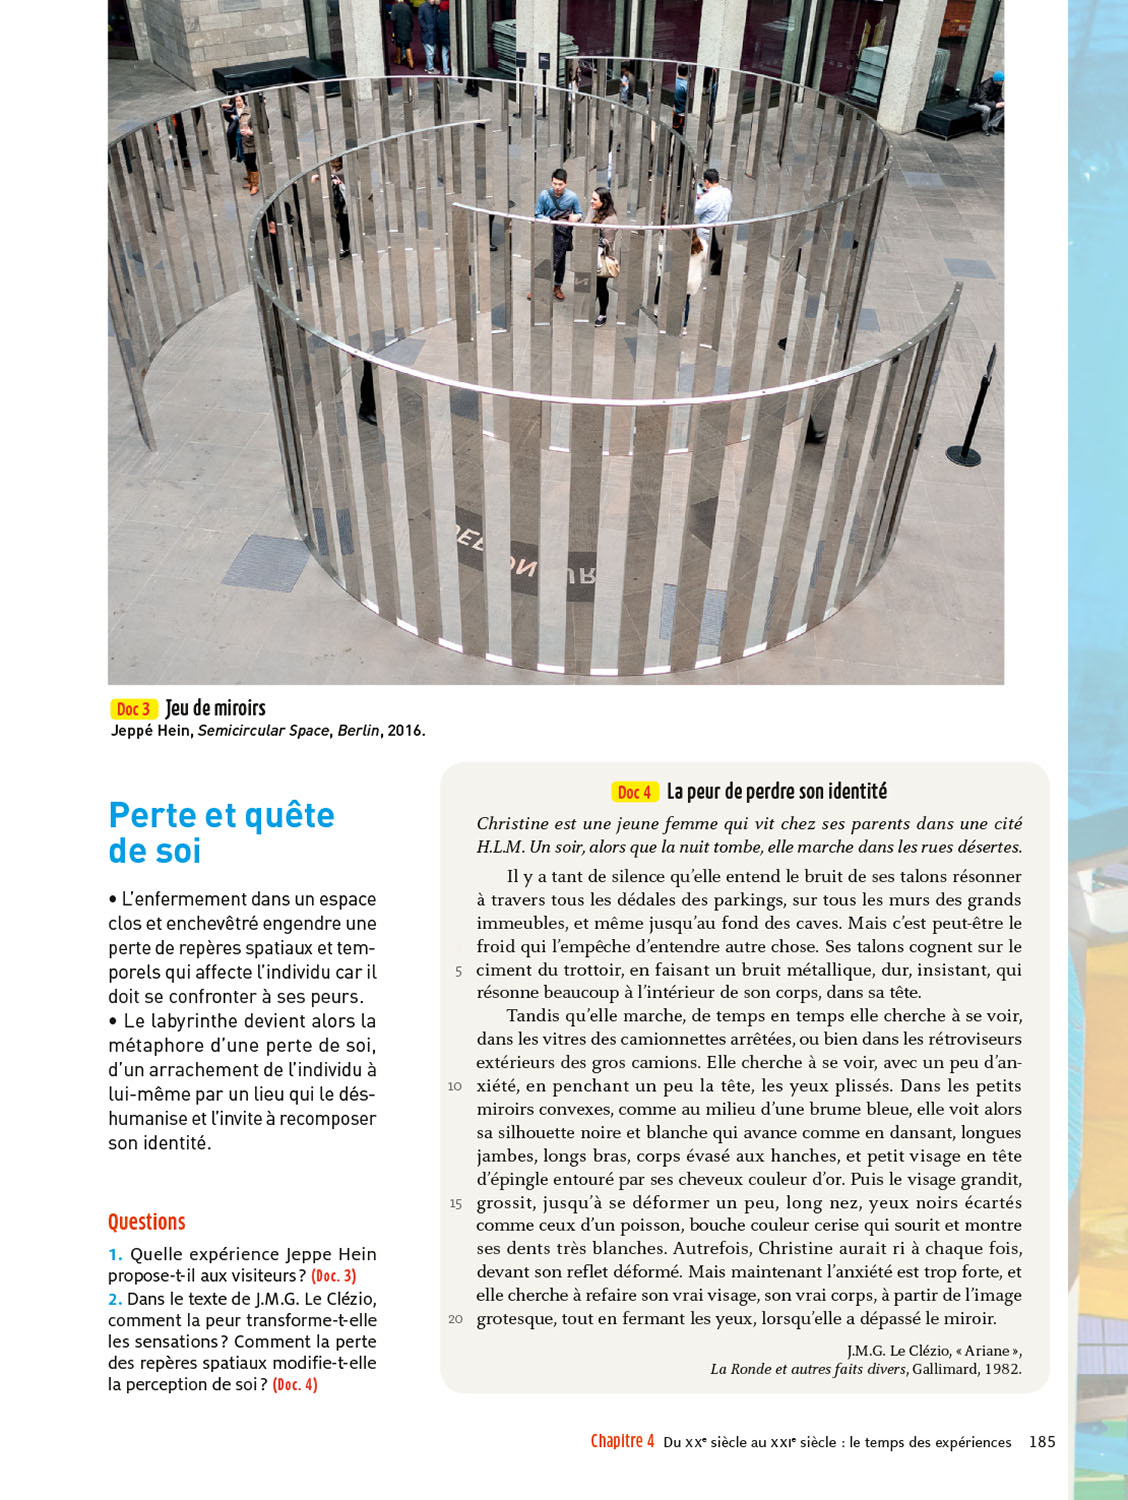 Doc 3 Jeu de miroirs
Jeppé Hein, Semicircular Space, Berlin, 2016.
Perte et quête
de soi
• L’enfermement dans un espace
clos et enchevêtré engendre une
perte de repères spatiaux et tem-
porels qui affecte l’individu car il
doit se confronter à ses peurs.
• Le labyrinthe devient alors la
métaphore d’une perte de soi,
d’un arrachement de l’individu à
lui-même par un lieu qui le dés-
humanise et l’invite à recomposer
son identité.
Questions
1. Quelle expérience Jeppe Hein
propose-t-il aux visiteurs ? (Doc. 3)
2. Dans le texte de J.M.G. Le Clézio,
comment la peur transforme-t-elle
les sensations ? Comment la perte
des repères spatiaux modifie-t-elle
la perception de soi ? (Doc. 4)
Doc 4 La peur de perdre son identité
Christine est une jeune femme qui vit chez ses parents dans une cité
H.L.M. Un soir, alors que la nuit tombe, elle marche dans les rues désertes.
Il y a tant de silence qu’elle entend le bruit de ses talons résonner
à travers tous les dédales des parkings, sur tous les murs des grands
immeubles, et même jusqu’au fond des caves. Mais c’est peut-être le
froid qui l’empêche d’entendre autre chose. Ses talons cognent sur le
5 ciment du trottoir, en faisant un bruit métallique, dur, insistant, qui
résonne beaucoup à l’intérieur de son corps, dans sa tête.
Tandis qu’elle marche, de temps en temps elle cherche à se voir,
dans les vitres des camionnettes arrêtées, ou bien dans les rétroviseurs
extérieurs des gros camions. Elle cherche à se voir, avec un peu d’an-
10 xiété, en penchant un peu la tête, les yeux plissés. Dans les petits
miroirs convexes, comme au milieu d’une brume bleue, elle voit alors
sa silhouette noire et blanche qui avance comme en dansant, longues
jambes, longs bras, corps évasé aux hanches, et petit visage en tête
d’épingle entouré par ses cheveux couleur d’or. Puis le visage grandit,
15 grossit, jusqu’à se déformer un peu, long nez, yeux noirs écartés
comme ceux d’un poisson, bouche couleur cerise qui sourit et montre
ses dents très blanches. Autrefois, Christine aurait ri à chaque fois,
devant son reflet déformé. Mais maintenant l’anxiété est trop forte, et
elle cherche à refaire son vrai visage, son vrai corps, à partir de l’image
20 grotesque, tout en fermant les yeux, lorsqu’elle a dépassé le miroir.
J.M.G. Le Clézio, « Ariane »,
La Ronde et autres faits divers, Gallimard, 1982.
Chapitre 4 Du XXe siècle au XXIe siècle : le temps des expériences 185